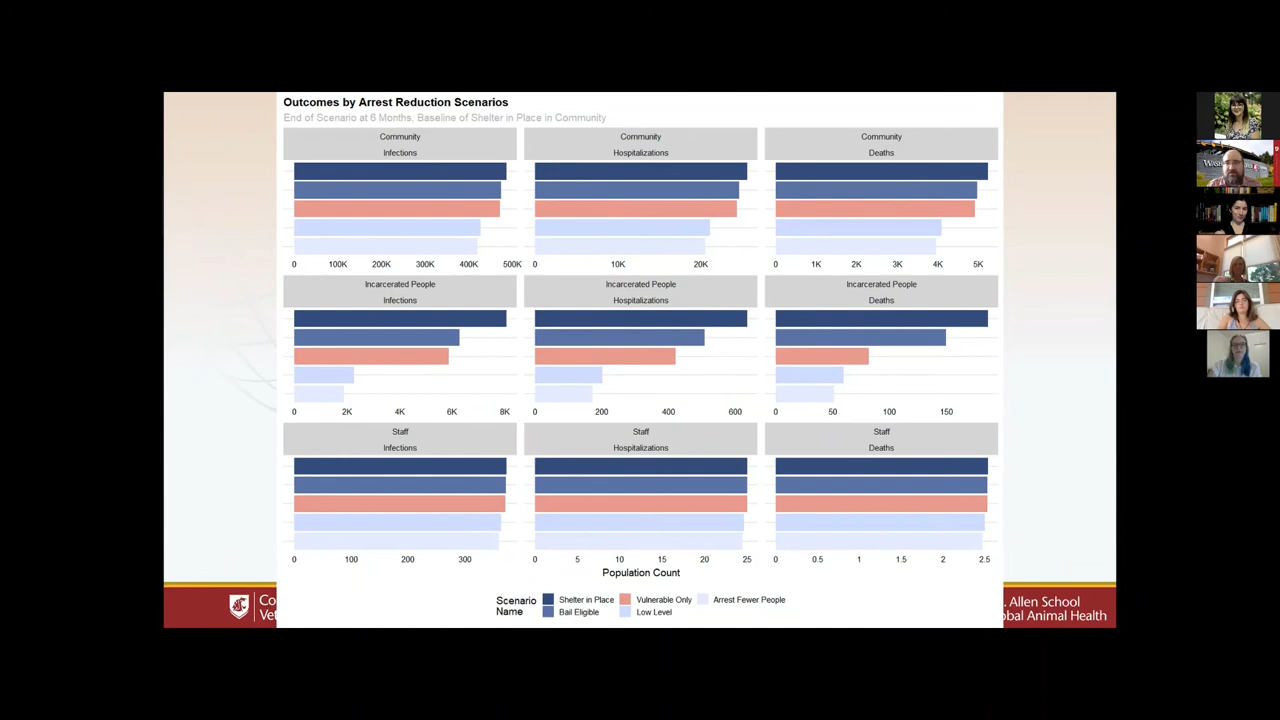 Outcomes by Arrest Reduction Scenarios
End of Scenario at 6 Months, Baseline of Shelter in Place in Community
Community Community Community
Infections Hospitalizations Deaths
0 100K 200K 300K 400K 500K 0 10K 20K 0 1K 2K 3K 4K 5K
Incarcerated People Incarcerated People Incarcerated People
Infections Hospitalizations Deaths
0 2K 4K 6K 8K 0 200 400 600 0 50 100 150
Staff Staff Staff
Infections Hospitalizations Deaths
0 100 200 300 0 5 10 15 20 25 0 0.5 1 1.5 2 2.5
Population Count
Scenario
Name
Shelter in Place Vulnerable Only Arrest Fewer People
Bail Eligible Low Level
Co
Vet
. Allen School
obal Animal Health